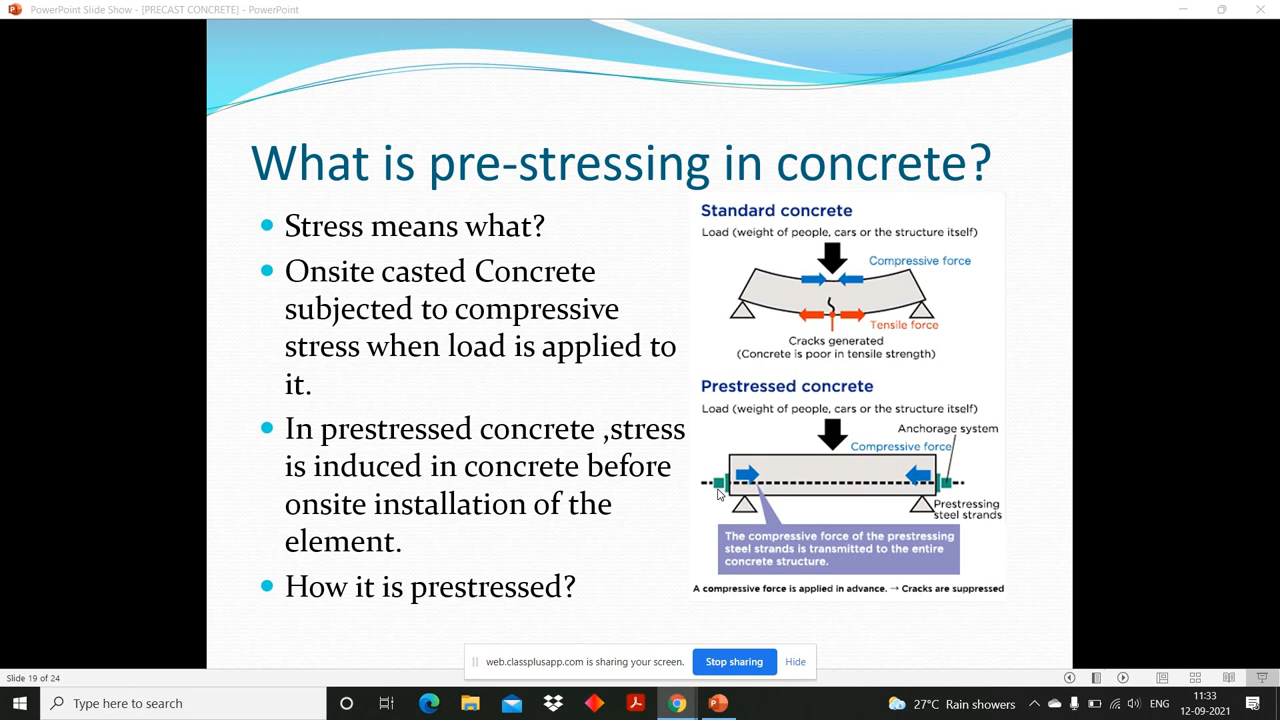 PowerPoint Slide Show - [PRECAST CONCRETE] - PowerPoint
What is pre-stressing in concrete?
Stress means what?
Onsite casted Concrete
subjected to compressive
stress when load is applied to
it.
In prestressed concrete ,stress
is induced in concrete before
onsite installation of the
element.
How it is prestressed?
Standard concrete
Load (weight of people, cars or the structure itself)
Compressive force
Tensile force
Cracks generated
(Concrete is poor in tensile strength)
Prestressed concrete
Load (weight of people, cars or the structure itself)
Anchorage system
Compressive force
Prestressing
steel strands
The compressive force of the prestressing
steel strands is transmitted to the entire
concrete structure.
A compressive force is applied in advance. → Cracks are suppressed
web.classplusapp.com is sharing your screen.
Stop sharing
Hide
Slide 19 of 24
Type here to search
27°C Rain showers
ENG
11:33
12-09-2021